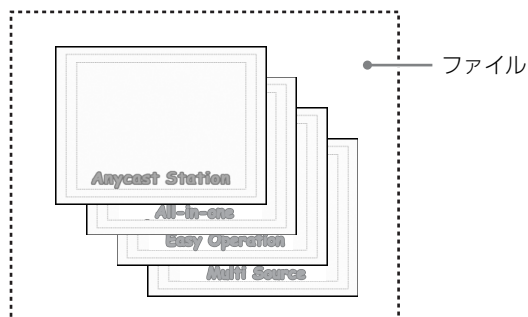 ファイル
Anycast Station
All-in-one
Easy Operation
Multi Source